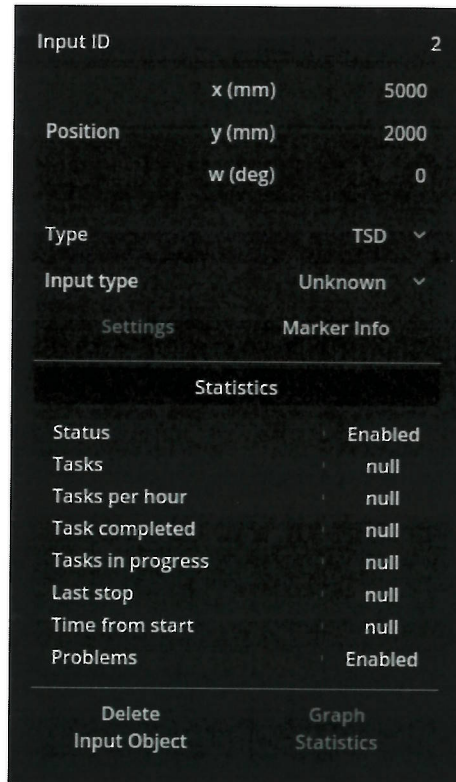 Input ID 2
x (mm) 5000
Position y (mm) 2000
w (deg) 0
Type TSD
Input type Unknown
Settings Marker Info
Statistics
Status Enabled
Tasks null
Tasks per hour null
Task completed null
Tasks in progress null
Last stop null
Time from start null
Problems Enabled
Delete Graph
Input Object Statistics